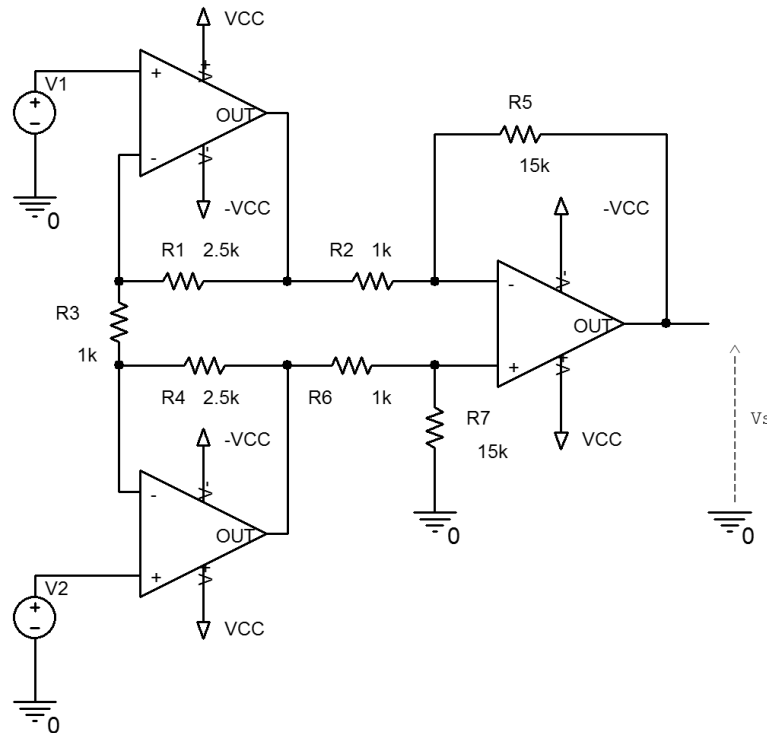 VCC
V1
+
V+
+
-
OUT
-
V-
R5
15k
0
-VCC
-VCC
R1 2.5k
R2 1k
V-
R3
-
OUT
1k
+
V+
R4 2.5k
R6 1k
R7
VCC
Vs
-VCC
15k
V-
-
0
0
OUT
V2
+
V+
+
-
VCC
0